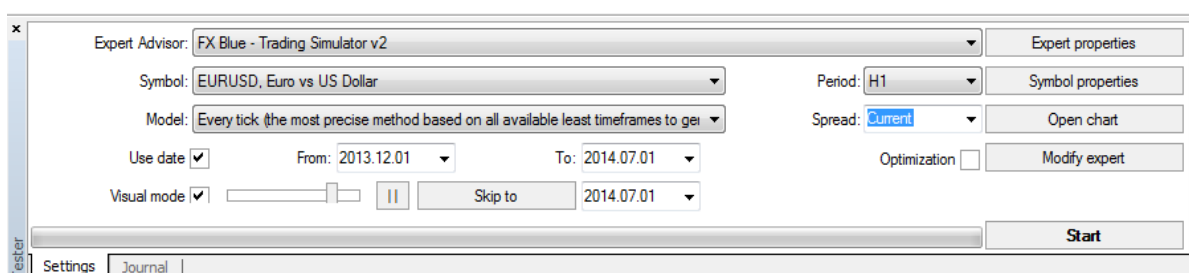 ×
Expert Advisor: FX Blue - Trading Simulator v2 Expert properties
Symbol: EURUSD, Euro vs US Dollar Period: H1 Symbol properties
Model: Every tick (the most precise method based on all available least timeframes to ge Spread: Current Open chart
Use date From: 2013.12.01 To: 2014.07.01 Optimization Modify expert
Visual mode Skip to 2014.07.01
Start
Settings Journal